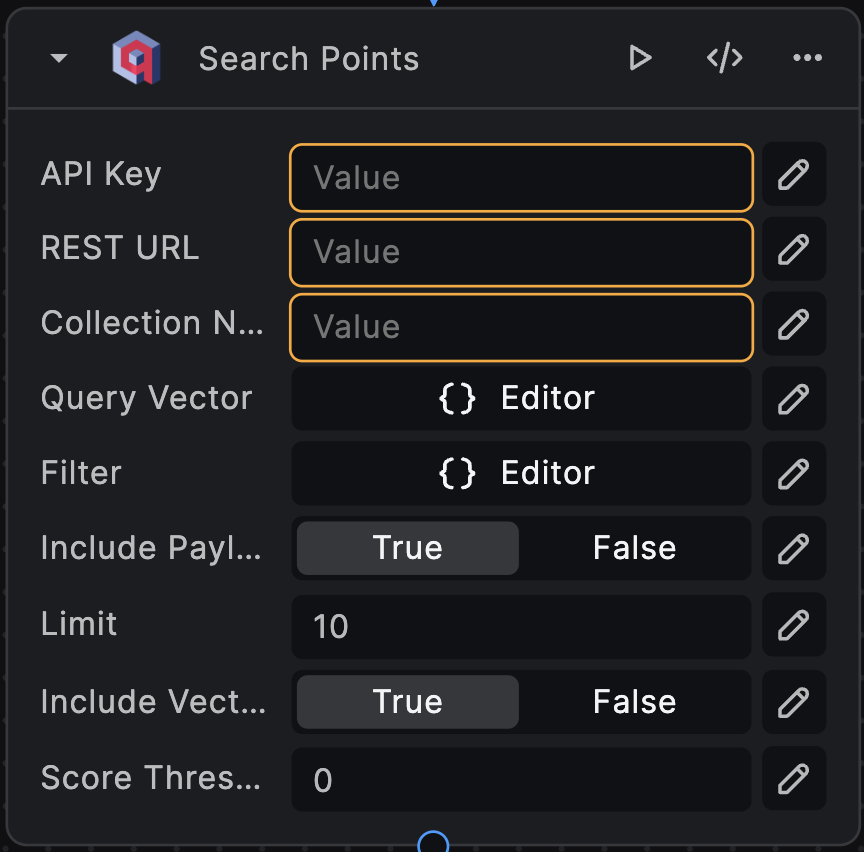 Search Points </> ...
API Key Value
REST URL Value
Collection N... Value
Query Vector {} Editor
Filter {} Editor
Include Payl... True False
Limit 10
Include Vect... True False
Score Thres... 0